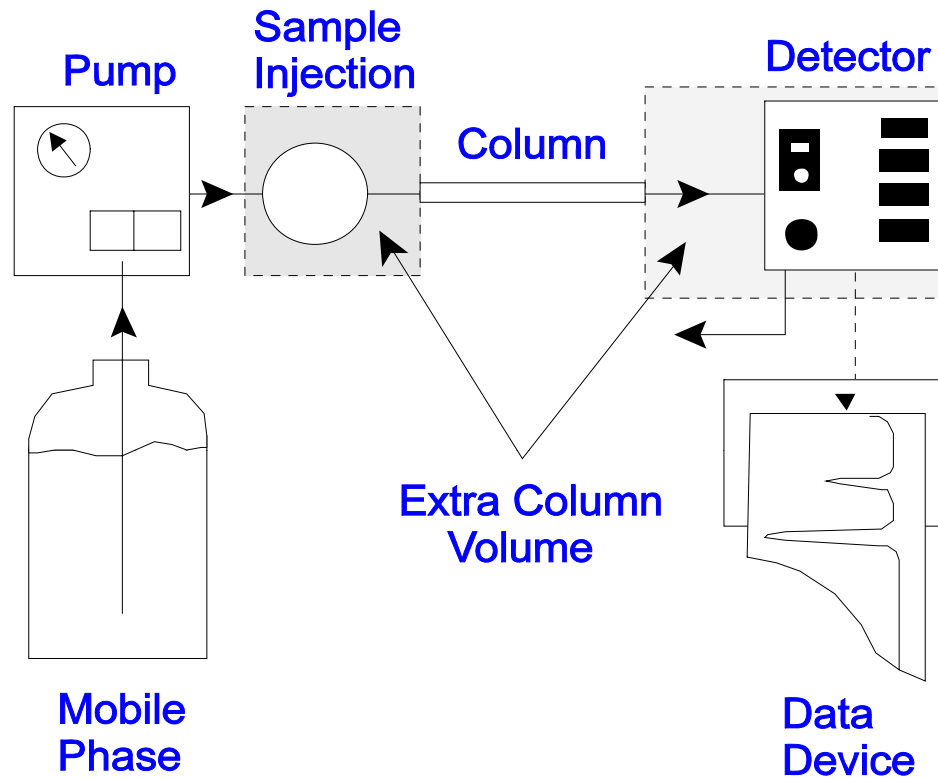 Sample
Injection
Pump
Detector
Column
Extra Column
Volume
Mobile
Phase
Data
Device